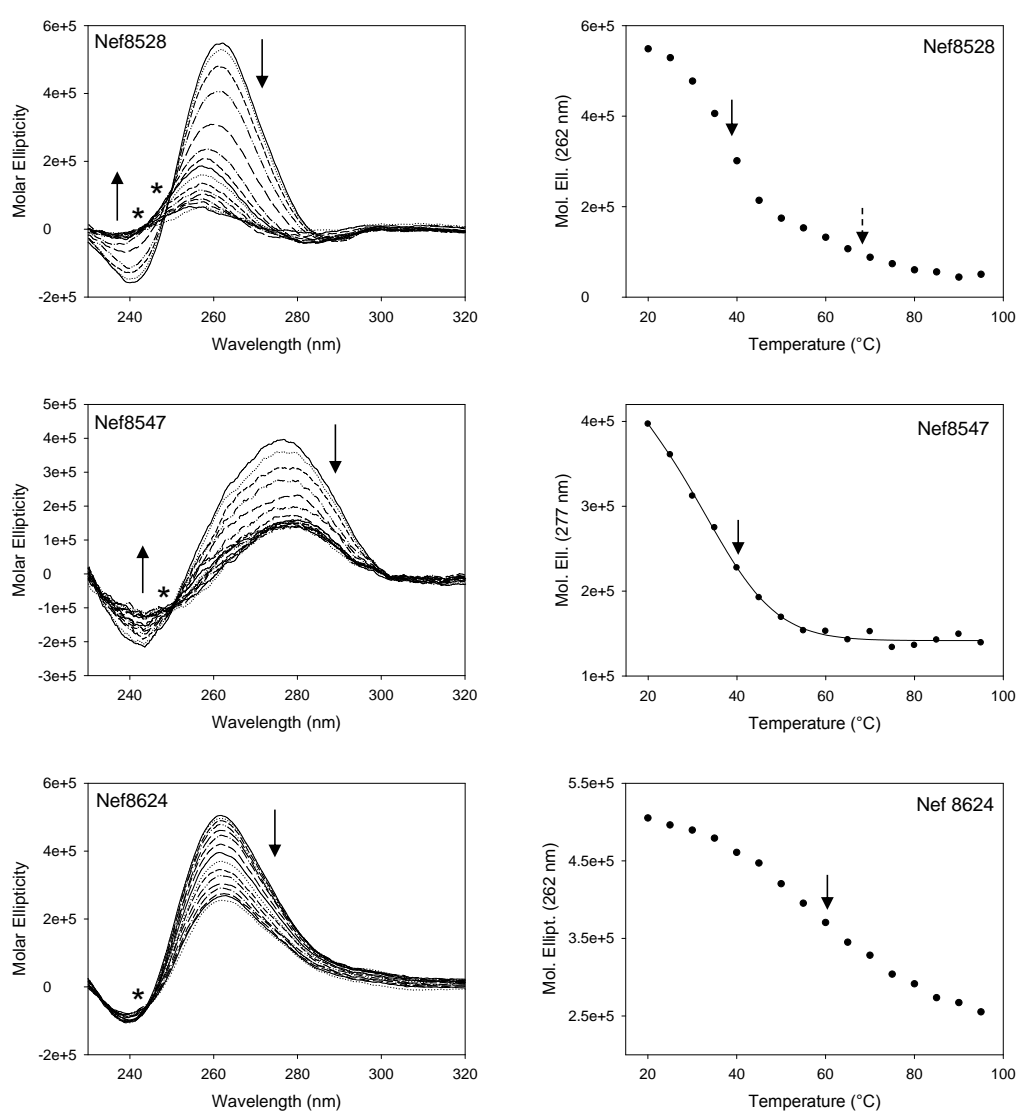 Nef8528
Molar Ellipticity
6e+5
4e+5
2e+5
0
-2e+5
*
*
240 260 280 300 320
Wavelength (nm)
Nef8528
Mol. Ell. (262 nm)
6e+5
4e+5
2e+5
0
20 40 60 80 100
Temperature (°C)
Nef8547
Molar Ellipticity
5e+5
4e+5
3e+5
2e+5
1e+5
0
-1e+5
-2e+5
-3e+5
*
240 260 280 300 320
Wavelength (nm)
Nef8547
Mol. Ell. (277 nm)
4e+5
3e+5
2e+5
1e+5
20 40 60 80 100
Temperature (°C)
Nef8624
Molar Ellipticity
6e+5
4e+5
2e+5
0
-2e+5
*
240 260 280 300 320
Wavelength (nm)
Nef 8624
Mol. Ellipt. (262 nm)
5.5e+5
4.5e+5
3.5e+5
2.5e+5
20 40 60 80 100
Temperature (°C)